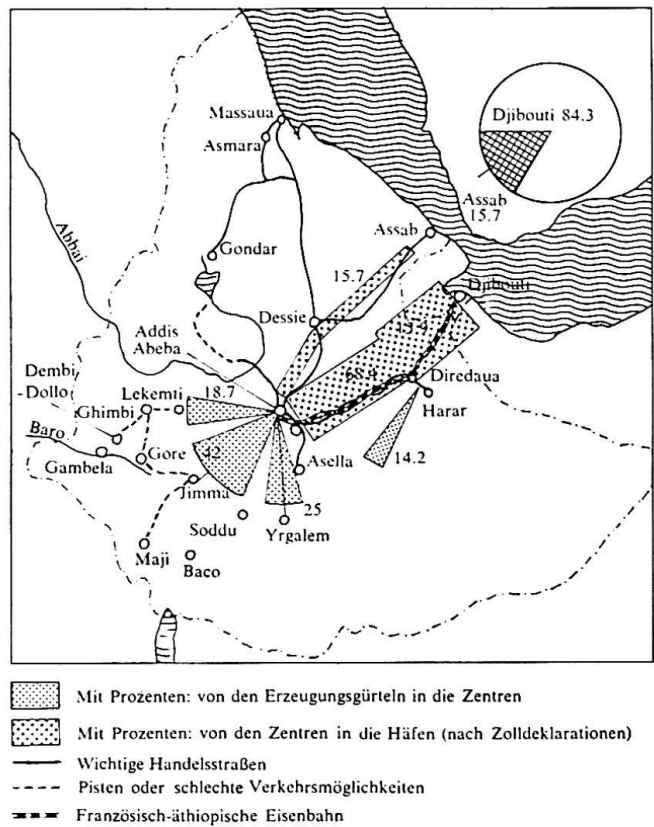 Massaua
Asmara
Djibouti 84.3
Assab
15.7
Abbai
Gondar
Assab
15.7
Djibouti
Addis
Abeba
Dessie
Dembi
-Dollo
Lekemti
18.7
Diredaua
Ghimbi
Harar
Baro
Gore
42
Asella
14.2
Gambela
Jimma
25
Soddu
Yrgalem
Maji
Baco
Mit Prozenten: von den Erzeugungsgürteln in die Zentren
Mit Prozenten: von den Zentren in die Häfen (nach Zolldeklarationen)
Wichtige Handelsstraßen
Pisten oder schlechte Verkehrsmöglichkeiten
Französisch-äthiopische Eisenbahn